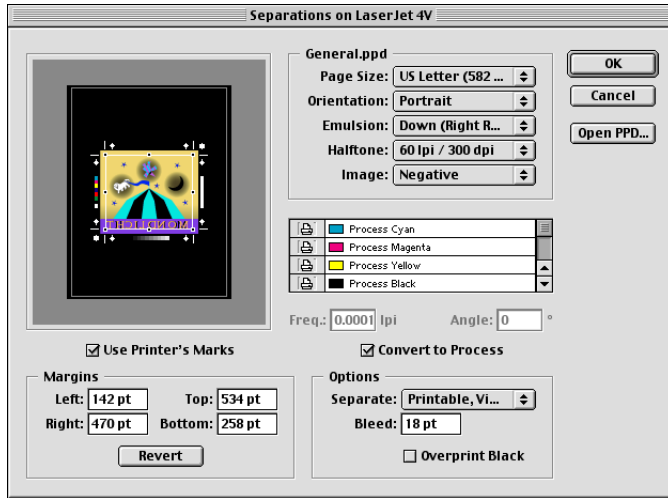 Separations on LaserJet 4V
General.ppd
Page Size: US Letter (582 ...
Orientation: Portrait
Emulsion: Down (Right R...
Halftone: 60 lpi / 300 dpi
Image: Negative
OK
Cancel
Open PPD...
Process Cyan
Process Magenta
Process Yellow
Process Black
Freq.: 0.0001 lpi Angle: 0 °
Use Printer's Marks
Convert to Process
Margins
Left: 142 pt Top: 534 pt
Right: 470 pt Bottom: 258 pt
Revert
Options
Separate: Printable, Vi...
Bleed: 18 pt
Overprint Black